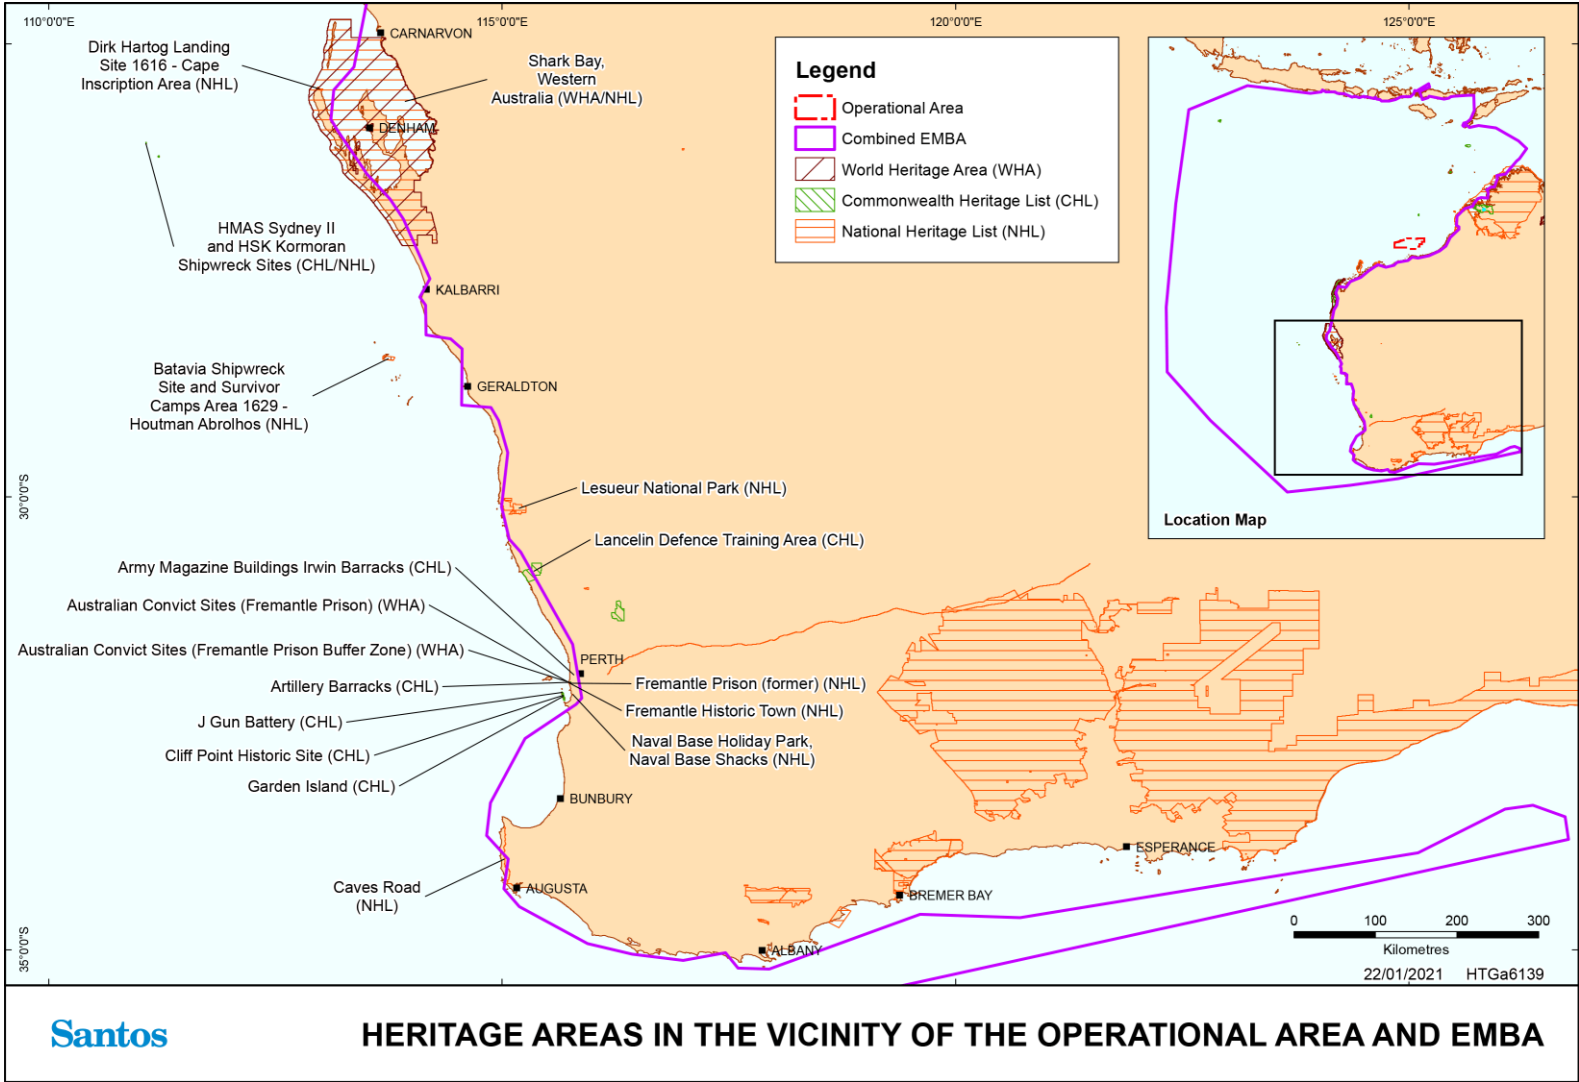 110°0'0"E
115°0'0"E
120°0'0"E
125°0'0"E
CARNARVON
Dirk Hartog Landing
Site 1616 - Cape
Inscription Area (NHL)
Shark Bay,
Western
Australia (WHA/NHL)
DENHAM
HMAS Sydney II
and HSK Kormoran
Shipwreck Sites (CHL/NHL)
KALBARRI
Batavia Shipwreck
Site and Survivor
Camps Area 1629 -
Houtman Abrolhos (NHL)
GERALDTON
Legend
Operational Area
Combined EMBA
World Heritage Area (WHA)
Commonwealth Heritage List (CHL)
National Heritage List (NHL)
Location Map
30°0'0"S
Lesueur National Park (NHL)
Lancelin Defence Training Area (CHL)
Army Magazine Buildings Irwin Barracks (CHL)
Australian Convict Sites (Fremantle Prison) (WHA)
Australian Convict Sites (Fremantle Prison Buffer Zone) (WHA)
PERTH
Artillery Barracks (CHL)
Fremantle Prison (former) (NHL)
J Gun Battery (CHL)
Fremantle Historic Town (NHL)
Cliff Point Historic Site (CHL)
Naval Base Holiday Park,
Naval Base Shacks (NHL)
Garden Island (CHL)
BUNBURY
ESPERANCE
Caves Road
(NHL)
AUGUSTA
BREMER BAY
ALBANY
35°0'0"S
0 100 200 300
Kilometres
22/01/2021 HTGa6139
Santos
HERITAGE AREAS IN THE VICINITY OF THE OPERATIONAL AREA AND EMBA